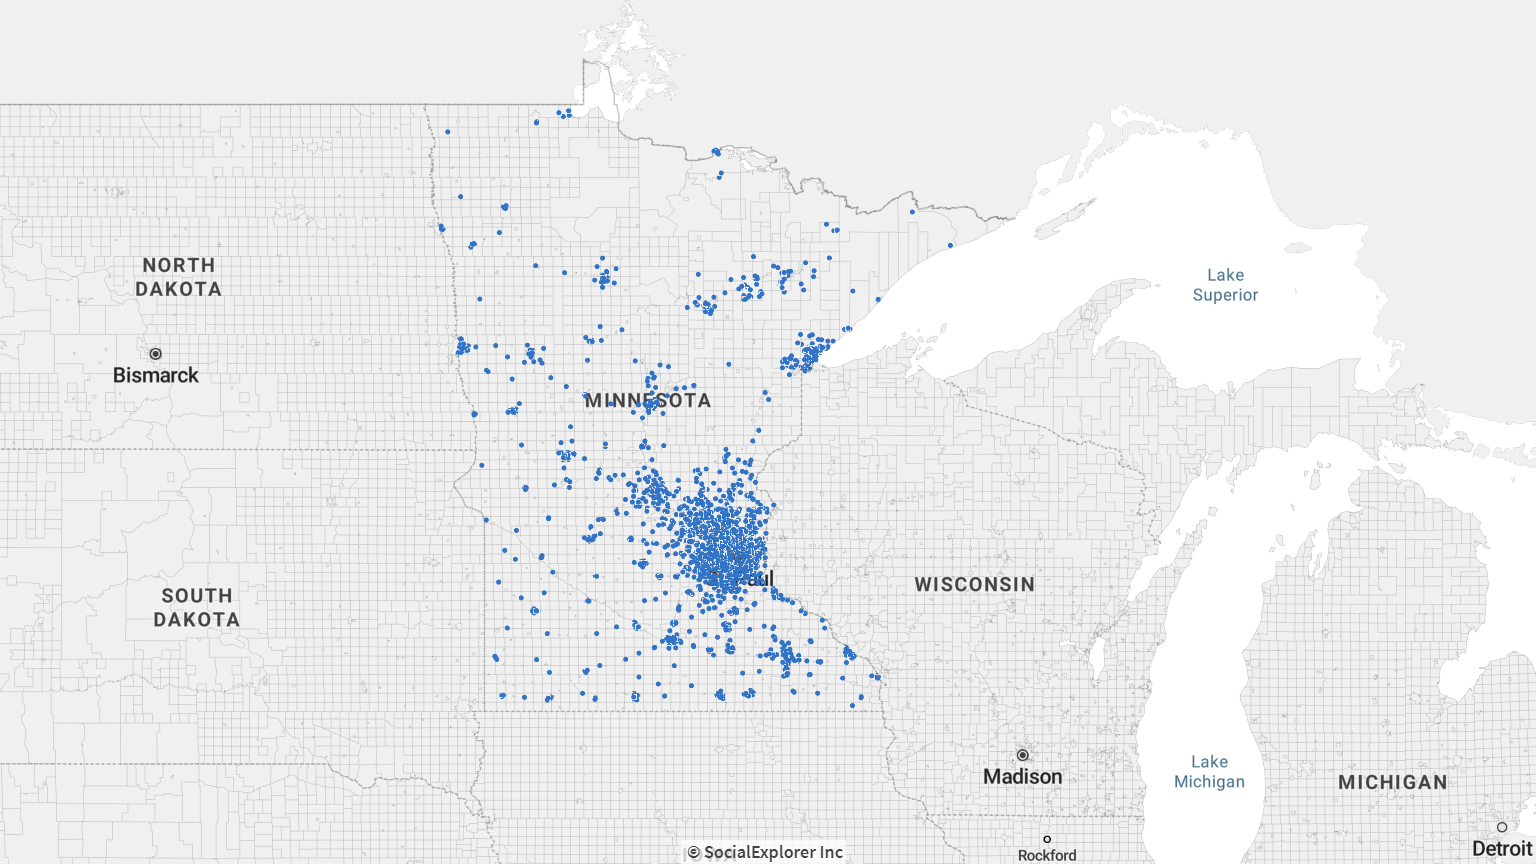 NORTH
DAKOTA
Bismarck
MINNESOTA
Lake
Superior
SOUTH
DAKOTA
WISCONSIN
Madison
Lake
Michigan
MICHIGAN
Rockford
Detroit
© SocialExplorer Inc